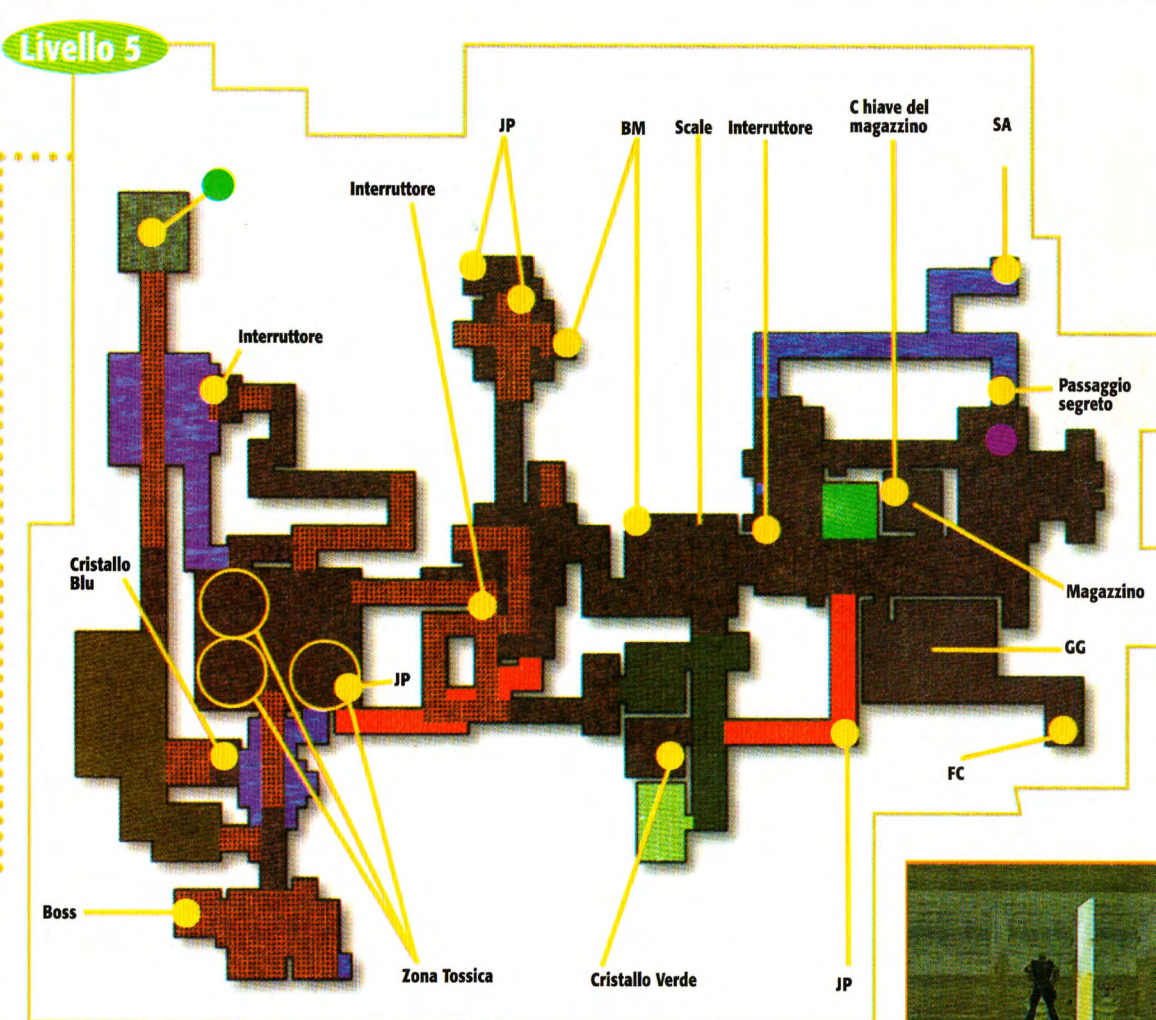 Livello 5
JP
BM
Scale
Interruttore
C hiave del
magazzino
SA
Interruttore
Interruttore
Passaggio
segreto
Cristallo
Blu
Magazzino
JP
GG
FC
Boss
Zona Tossica
Cristallo Verde
JP